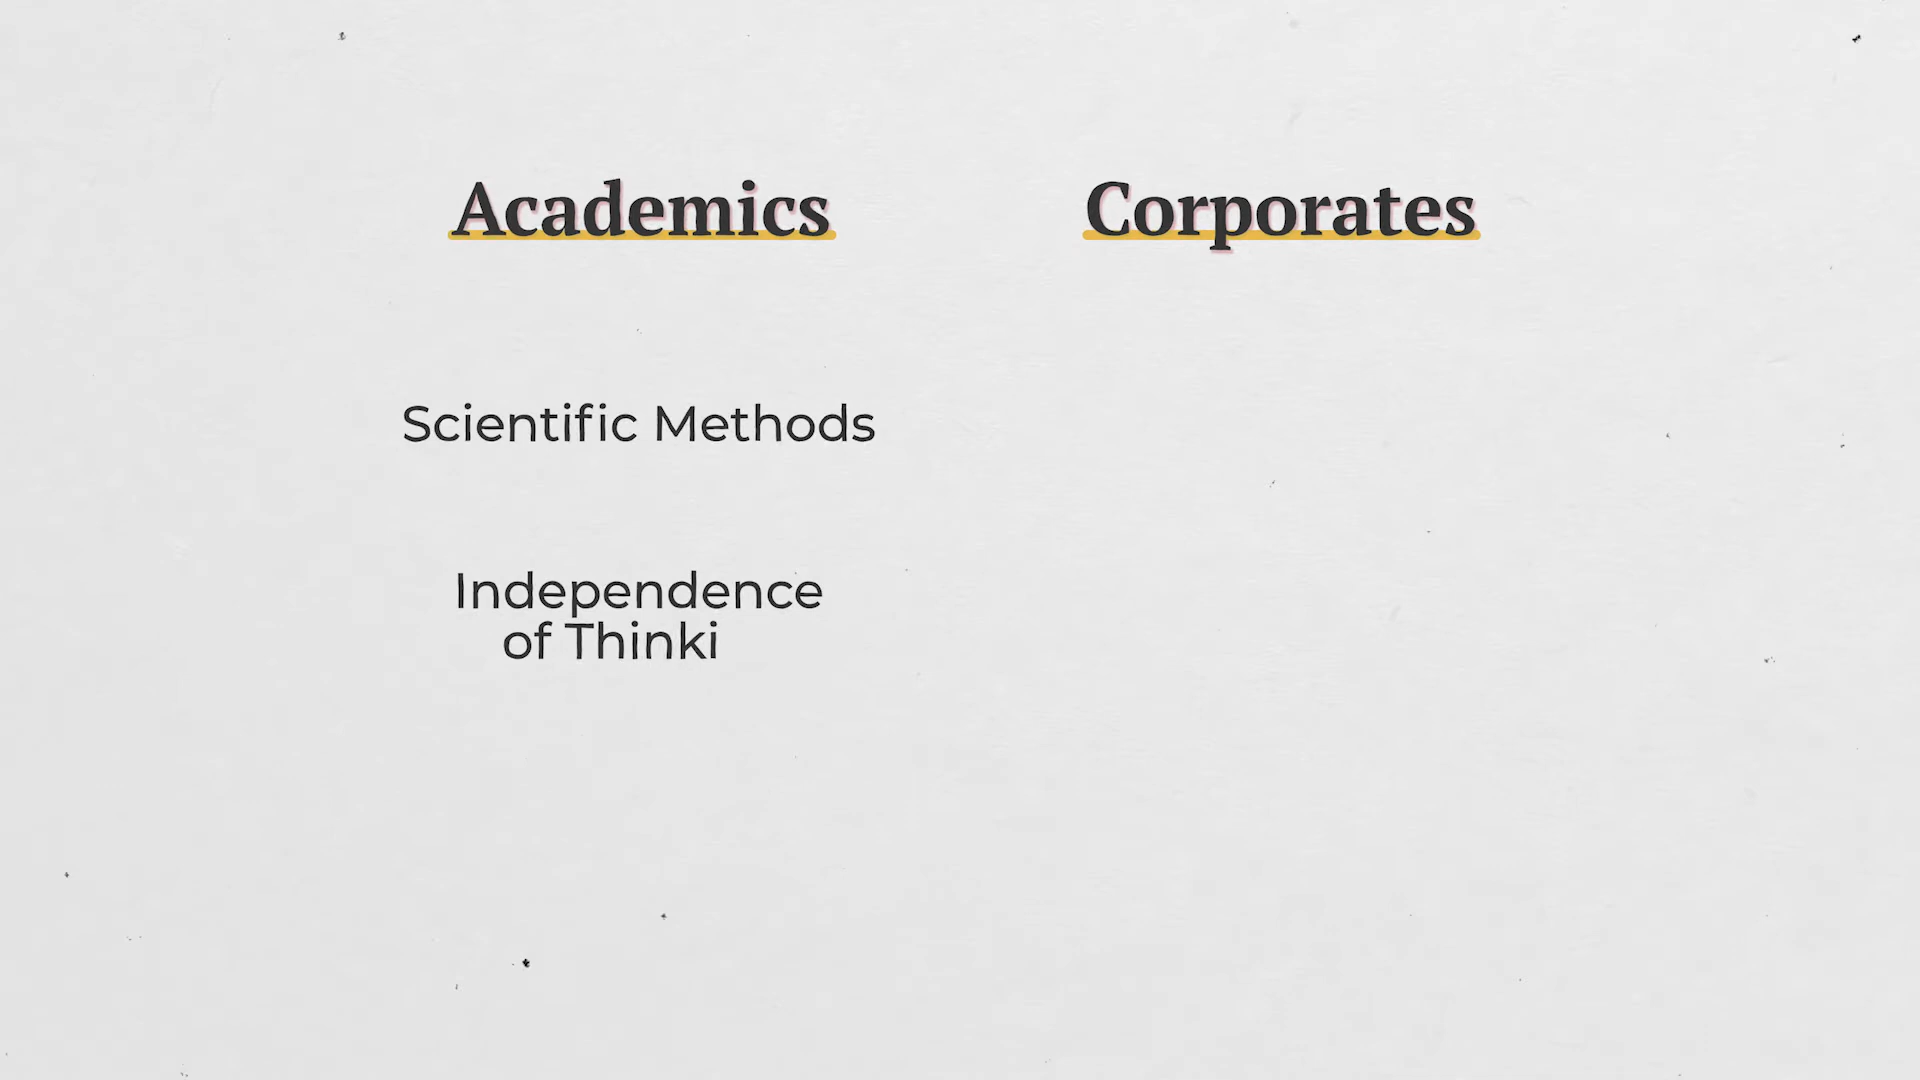 Academics
Corporates
Scientific Methods
Independence
of Thinki